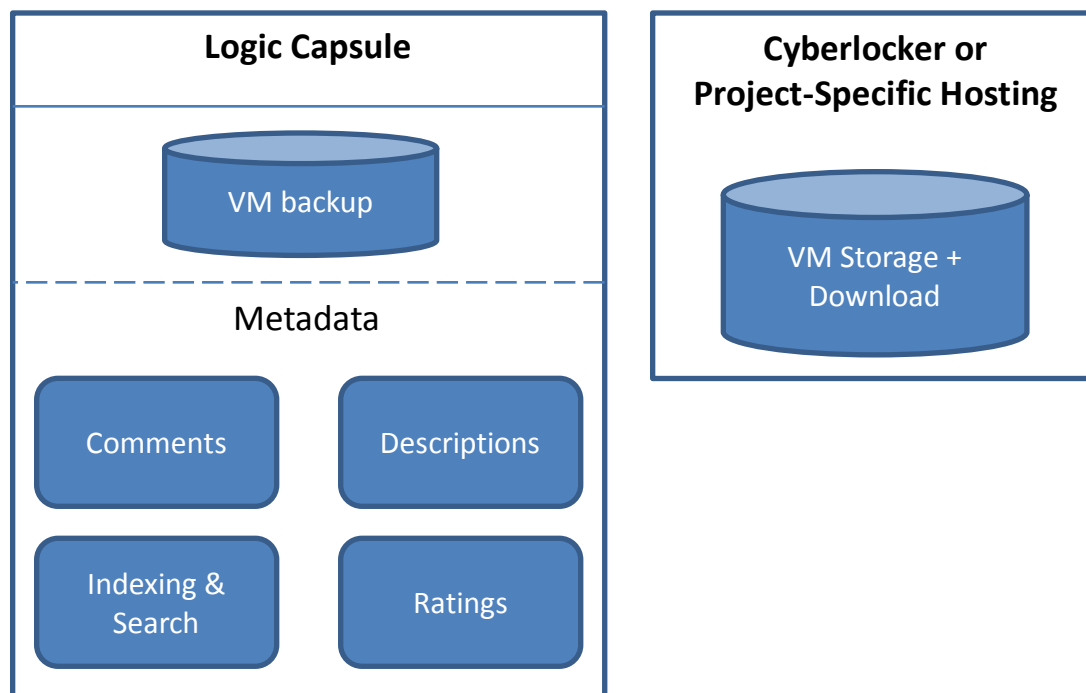 Logic Capsule
VM backup
Metadata
Comments
Descriptions
Indexing &
Search
Ratings
Cyberlocker or
Project-Specific Hosting
VM Storage +
Download